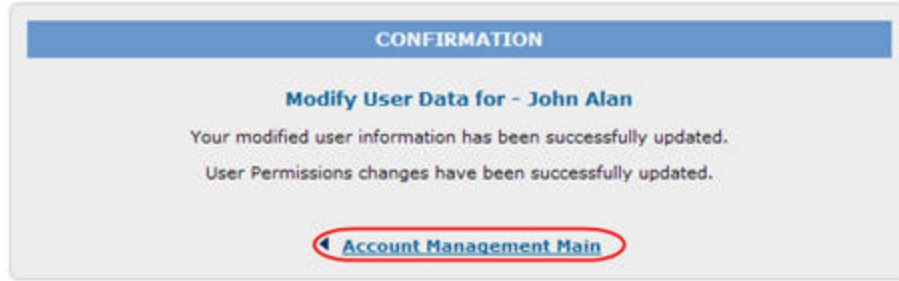 CONFIRMATION
Modify User Data for - John Alan
Your modified user information has been successfully updated.
User Permissions changes have been successfully updated.
Account Management Main